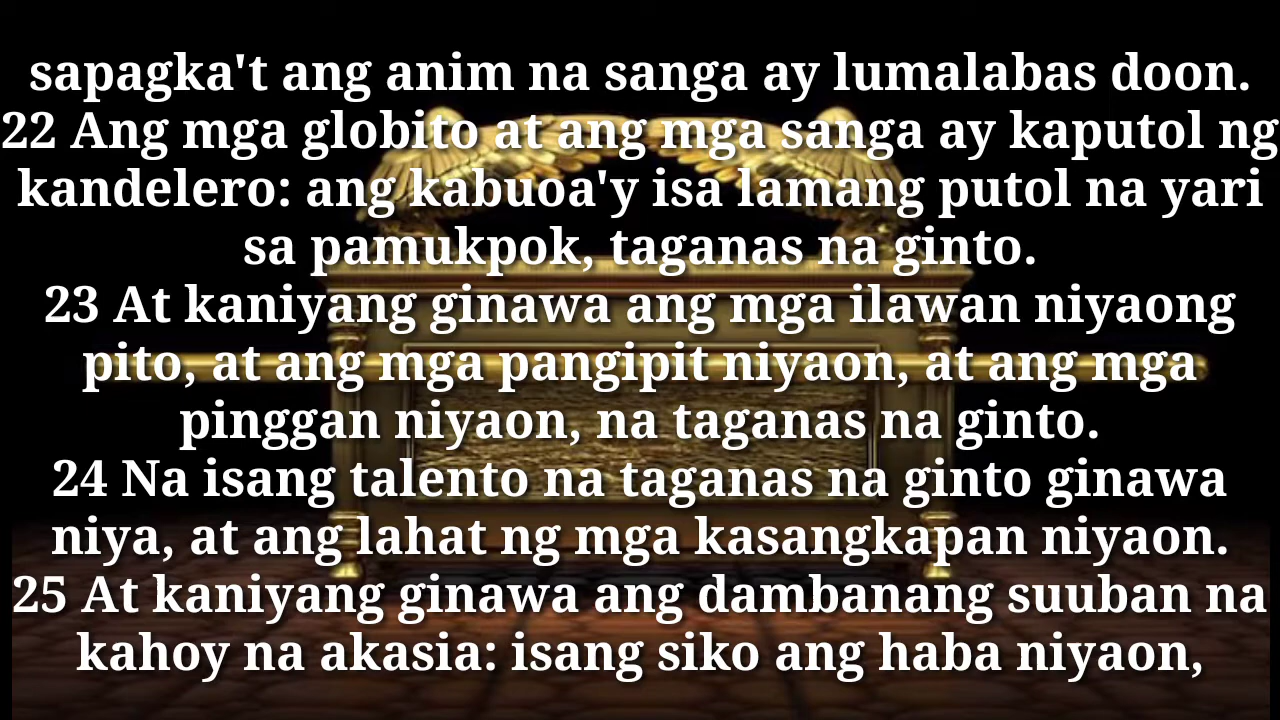 sapagka't ang anim na sanga ay lumalabas doon.
22 Ang mga globito at ang mga sanga ay kaputol ng
kandelero: ang kabuoa'y isa lamang putol na yari
sa pamukpok, taganas na ginto.
23 At kaniyang ginawa ang mga ilawan niyaong
pito, at ang mga pangipit niyaon, at ang mga
pinggan niyaon, na taganas na ginto.
24 Na isang talento na taganas na ginto ginawa
niya, at ang lahat ng mga kasangkapan niyaon.
25 At kaniyang ginawa ang dambanang suuban na
kahoy na akasia: isang siko ang haba niyaon,